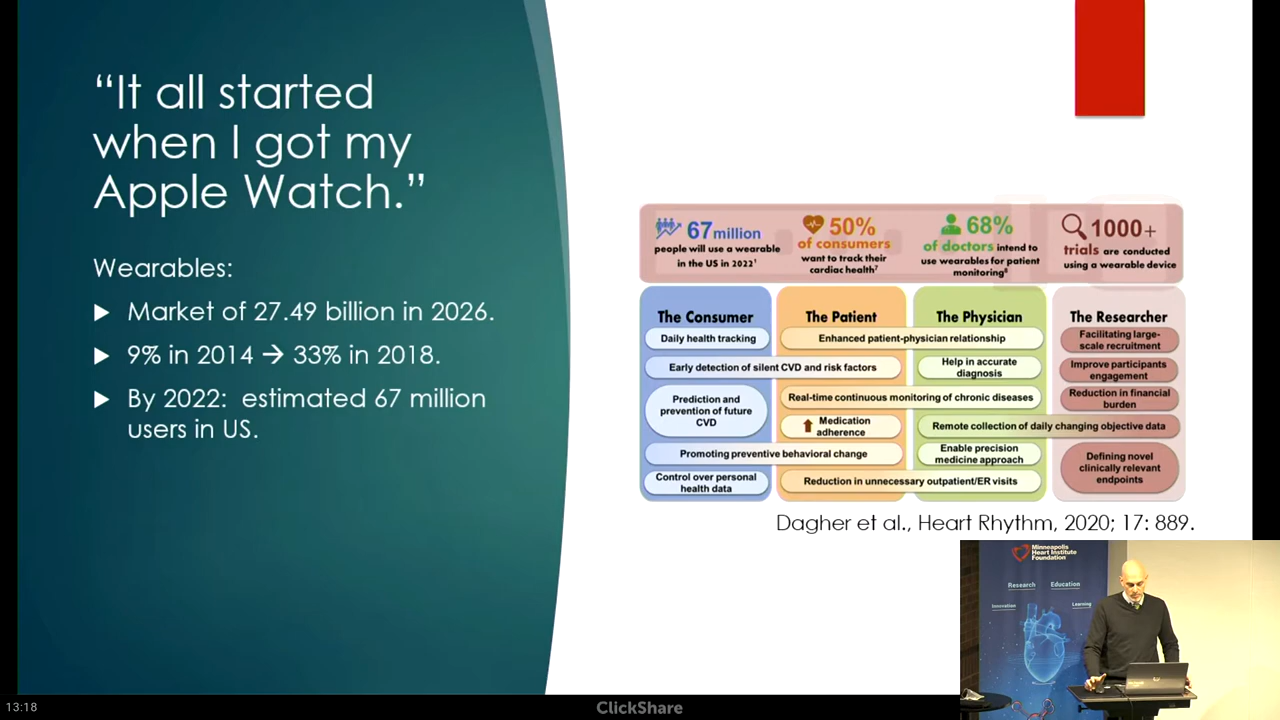 “It all started
when I got my
Apple Watch.”
Wearables:
Market of 27.49 billion in 2026.
9% in 2014 → 33% in 2018.
By 2022: estimated 67 million
users in US.
67 million
people will use a wearable
in the US in 2022¹
50%
of consumers
want to track their
cardiac health⁷
68%
of doctors intend to
use wearables for patient
monitoring⁸
1000+
trials are conducted
using a wearable device
The Consumer
The Patient
The Physician
The Researcher
Daily health tracking
Enhanced patient-physician relationship
Facilitating large-
scale recruitment
Early detection of silent CVD and risk factors
Help in accurate
diagnosis
Improve participants
engagement
Prediction and
prevention of future
CVD
Real-time continuous monitoring of chronic diseases
Reduction in financial
burden
Medication
adherence
Remote collection of daily changing objective data
Promoting preventive behavioral change
Enable precision
medicine approach
Defining novel
clinically relevant
endpoints
Control over personal
health data
Reduction in unnecessary outpatient/ER visits
Dagher et al., Heart Rhythm, 2020; 17: 889.
Minneapolis
Heart Institute
Foundation
Research
Education
Innovation
Learning
13:18
ClickShare